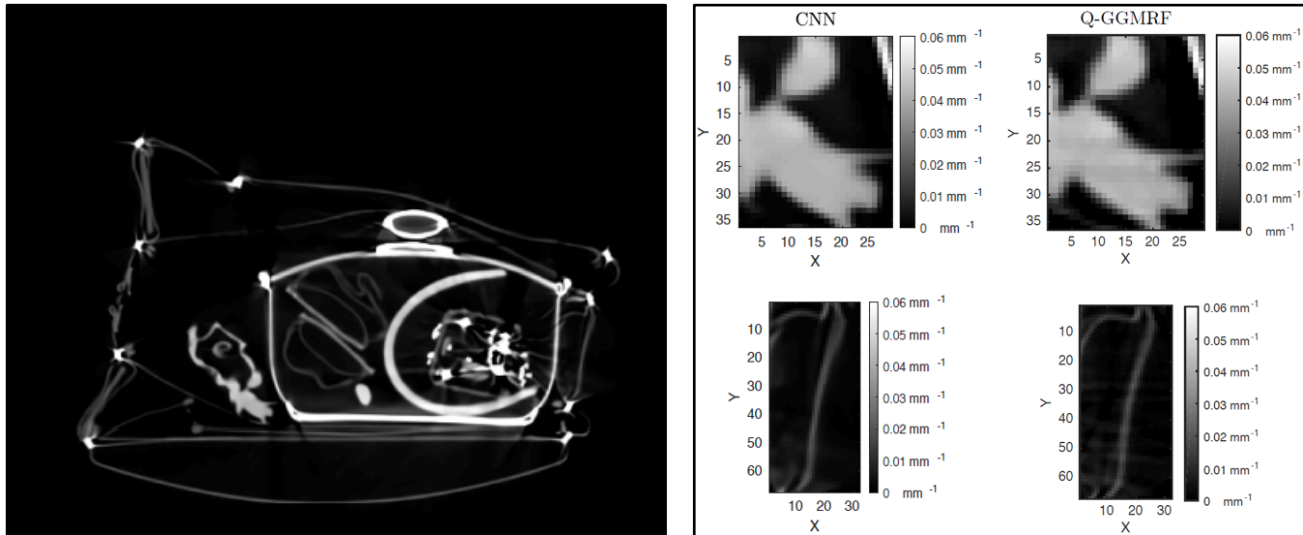 CNN
Q-GGMRF
0.06 mm -1
0.05 mm -1
0.04 mm -1
0.03 mm -1
0.02 mm -1
0.01 mm -1
0 mm -1
5
10
15
20
25
30
35
Y
5 10 15 20 25
X
0.06 mm -1
0.05 mm -1
0.04 mm -1
0.03 mm -1
0.02 mm -1
0.01 mm -1
0 mm -1
5
10
15
20
25
30
35
Y
5 10 15 20 25
X
0.06 mm -1
0.05 mm -1
0.04 mm -1
0.03 mm -1
0.02 mm -1
0.01 mm -1
0 mm -1
10
20
30
40
50
60
Y
10 20 30
X
0.06 mm -1
0.05 mm -1
0.04 mm -1
0.03 mm -1
0.02 mm -1
0.01 mm -1
0 mm -1
10
20
30
40
50
60
Y
10 20 30
X